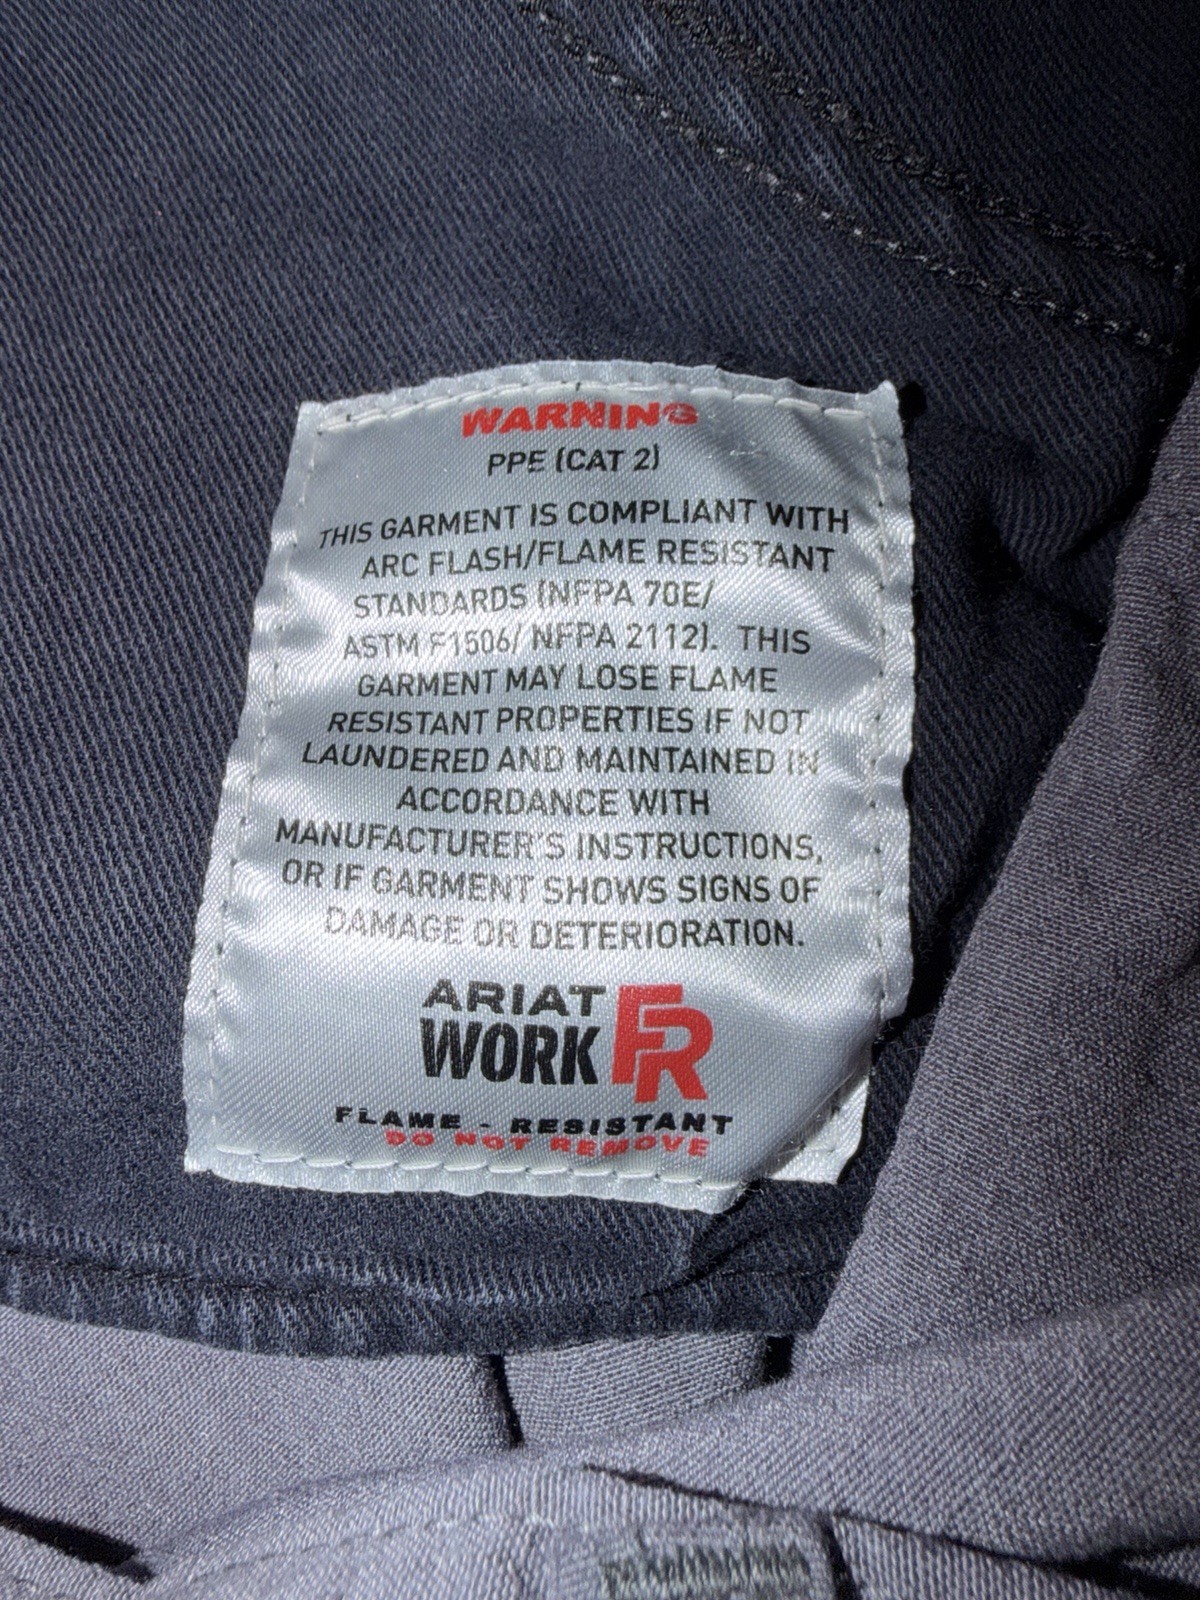 WARNING
PPE (CAT 2)
THIS GARMENT IS COMPLIANT WITH
ARC FLASH/FLAME RESISTANT
STANDARDS (NFPA 70E/
ASTM F1506/ NFPA 2112). THIS
GARMENT MAY LOSE FLAME
RESISTANT PROPERTIES IF NOT
LAUNDERED AND MAINTAINED IN
ACCORDANCE WITH
MANUFACTURER'S INSTRUCTIONS,
OR IF GARMENT SHOWS SIGNS OF
DAMAGE OR DETERIORATION.
ARIAT
WORK FR
FLAME - RESISTANT
DO NOT REMOVE